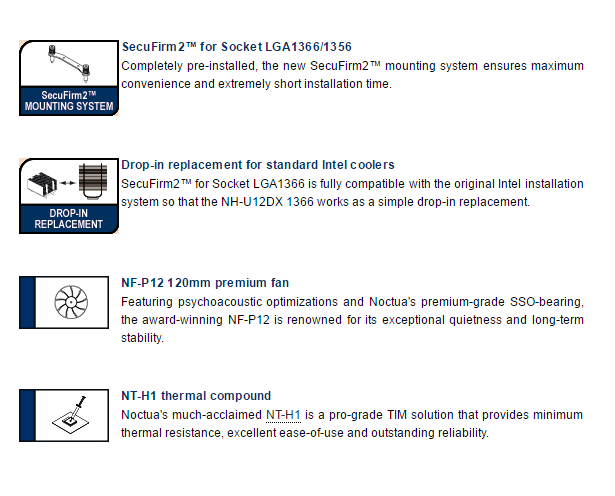 SecuFirm2™ for Socket LGA1366/1356
Completely pre-installed, the new SecuFirm2™ mounting system ensures maximum
convenience and extremely short installation time.
SecuFirm2™
MOUNTING SYSTEM
Drop-in replacement for standard Intel coolers
SecuFirm2™ for Socket LGA1366 is fully compatible with the original Intel installation
system so that the NH-U12DX 1366 works as a simple drop-in replacement.
DROP-IN
REPLACEMENT
NF-P12 120mm premium fan
Featuring psychoacoustic optimizations and Noctua's premium-grade SSO-bearing,
the award-winning NF-P12 is renowned for its exceptional quietness and long-term
stability.
NT-H1 thermal compound
Noctua's much-acclaimed NT-H1 is a pro-grade TIM solution that provides minimum
thermal resistance, excellent ease-of-use and outstanding reliability.